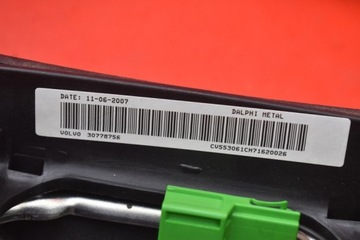 DATE: 11-06-2007
DALPHI METAL
VOLVO 30778756
CV553061CH71620026